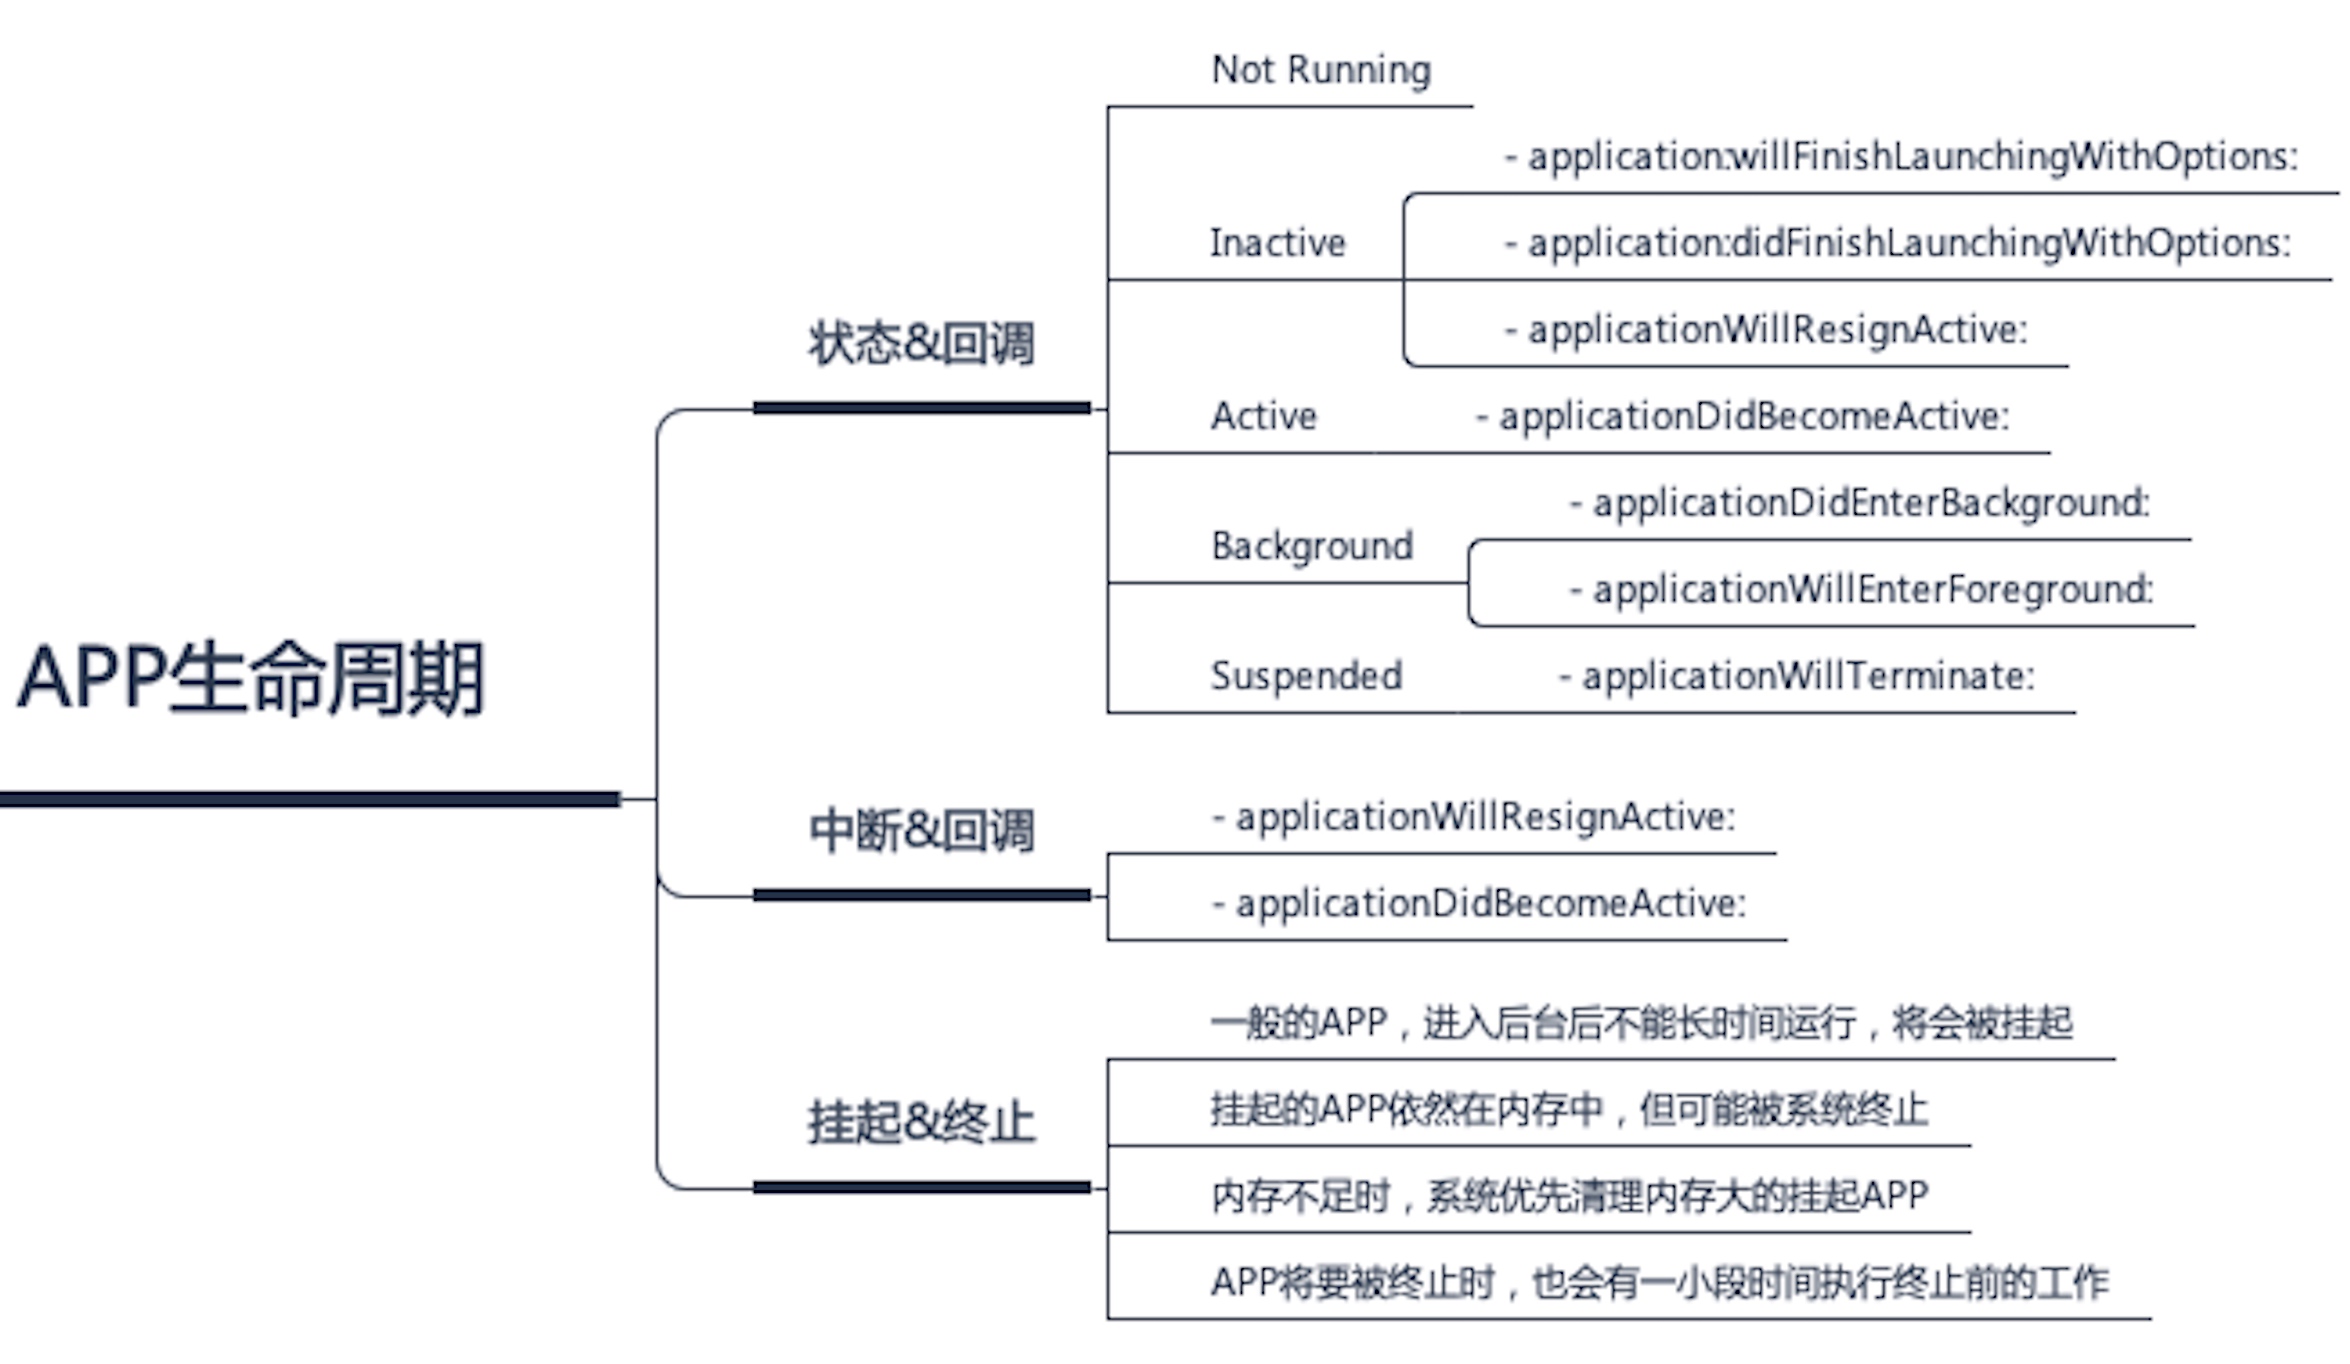 APP生命周期
状态&回调
Not Running
Inactive
- application:willFinishLaunchingWithOptions:
- application:didFinishLaunchingWithOptions:
- applicationWillResignActive:
Active
- applicationDidBecomeActive:
Background
- applicationDidEnterBackground:
- applicationWillEnterForeground:
Suspended
- applicationWillTerminate:
中断&回调
- applicationWillResignActive:
- applicationDidBecomeActive:
挂起&终止
一般的APP，进入后台后不能长时间运行，将会被挂起
挂起的APP依然在内存中，但可能被系统终止
内存不足时，系统优先清理内存大的挂起APP
APP将要被终止时，也会有一小段时间执行终止前的工作